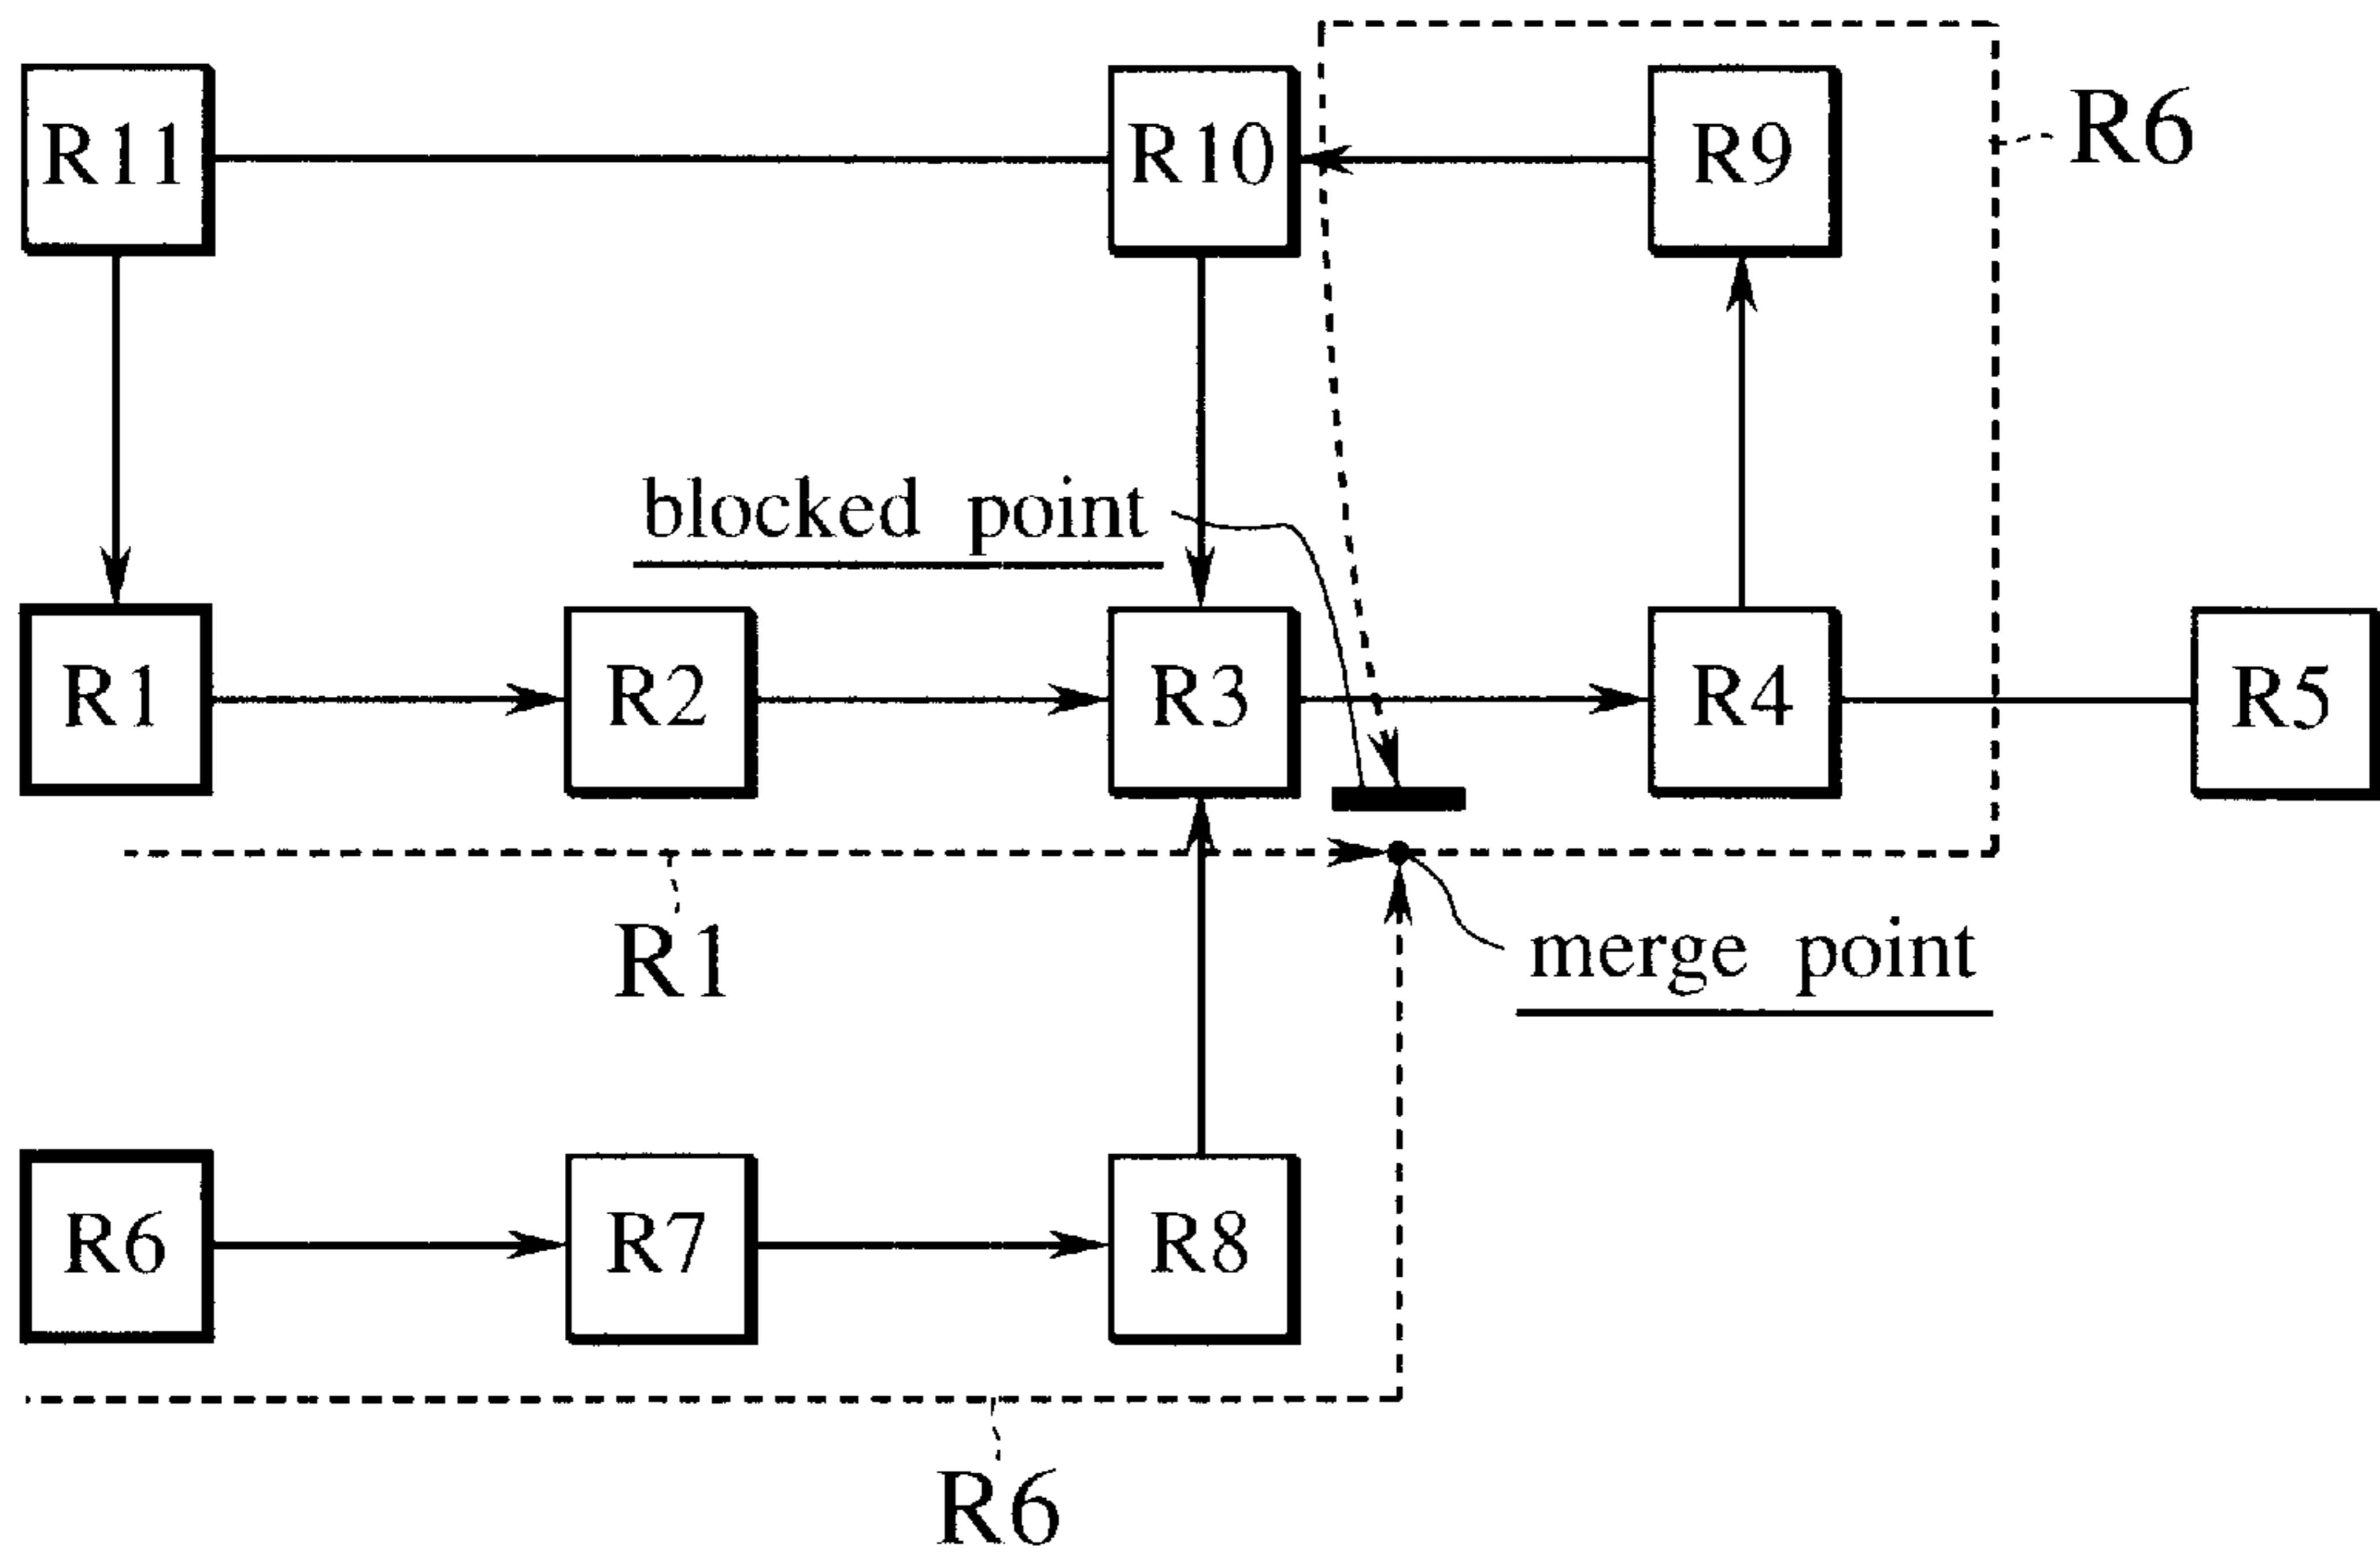 R11
R10
R9
R6
blocked point
R1
R2
R3
R4
R5
R1
merge point
R6
R7
R8
R6